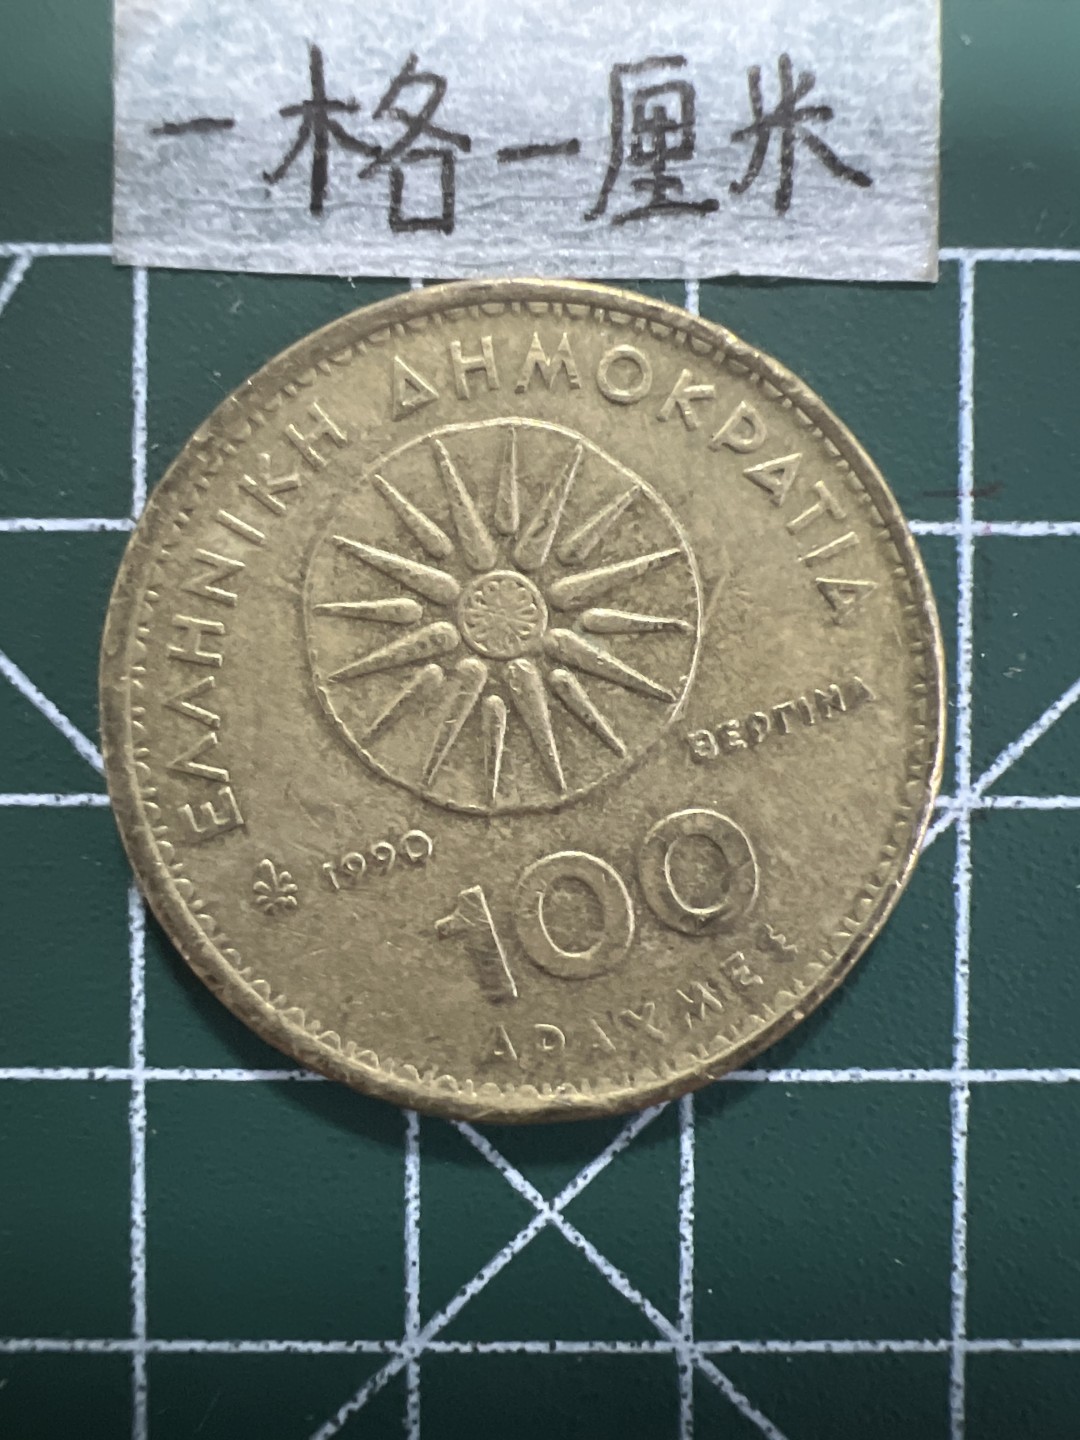 一格一厘米
ΕΛΛΗΝΙΚΗ ΔΗΜΟΚΡΑΤΙΑ
ΒΕΡΓΙΝΑ
1990
100
ΔΡΑΧΜΕΣ